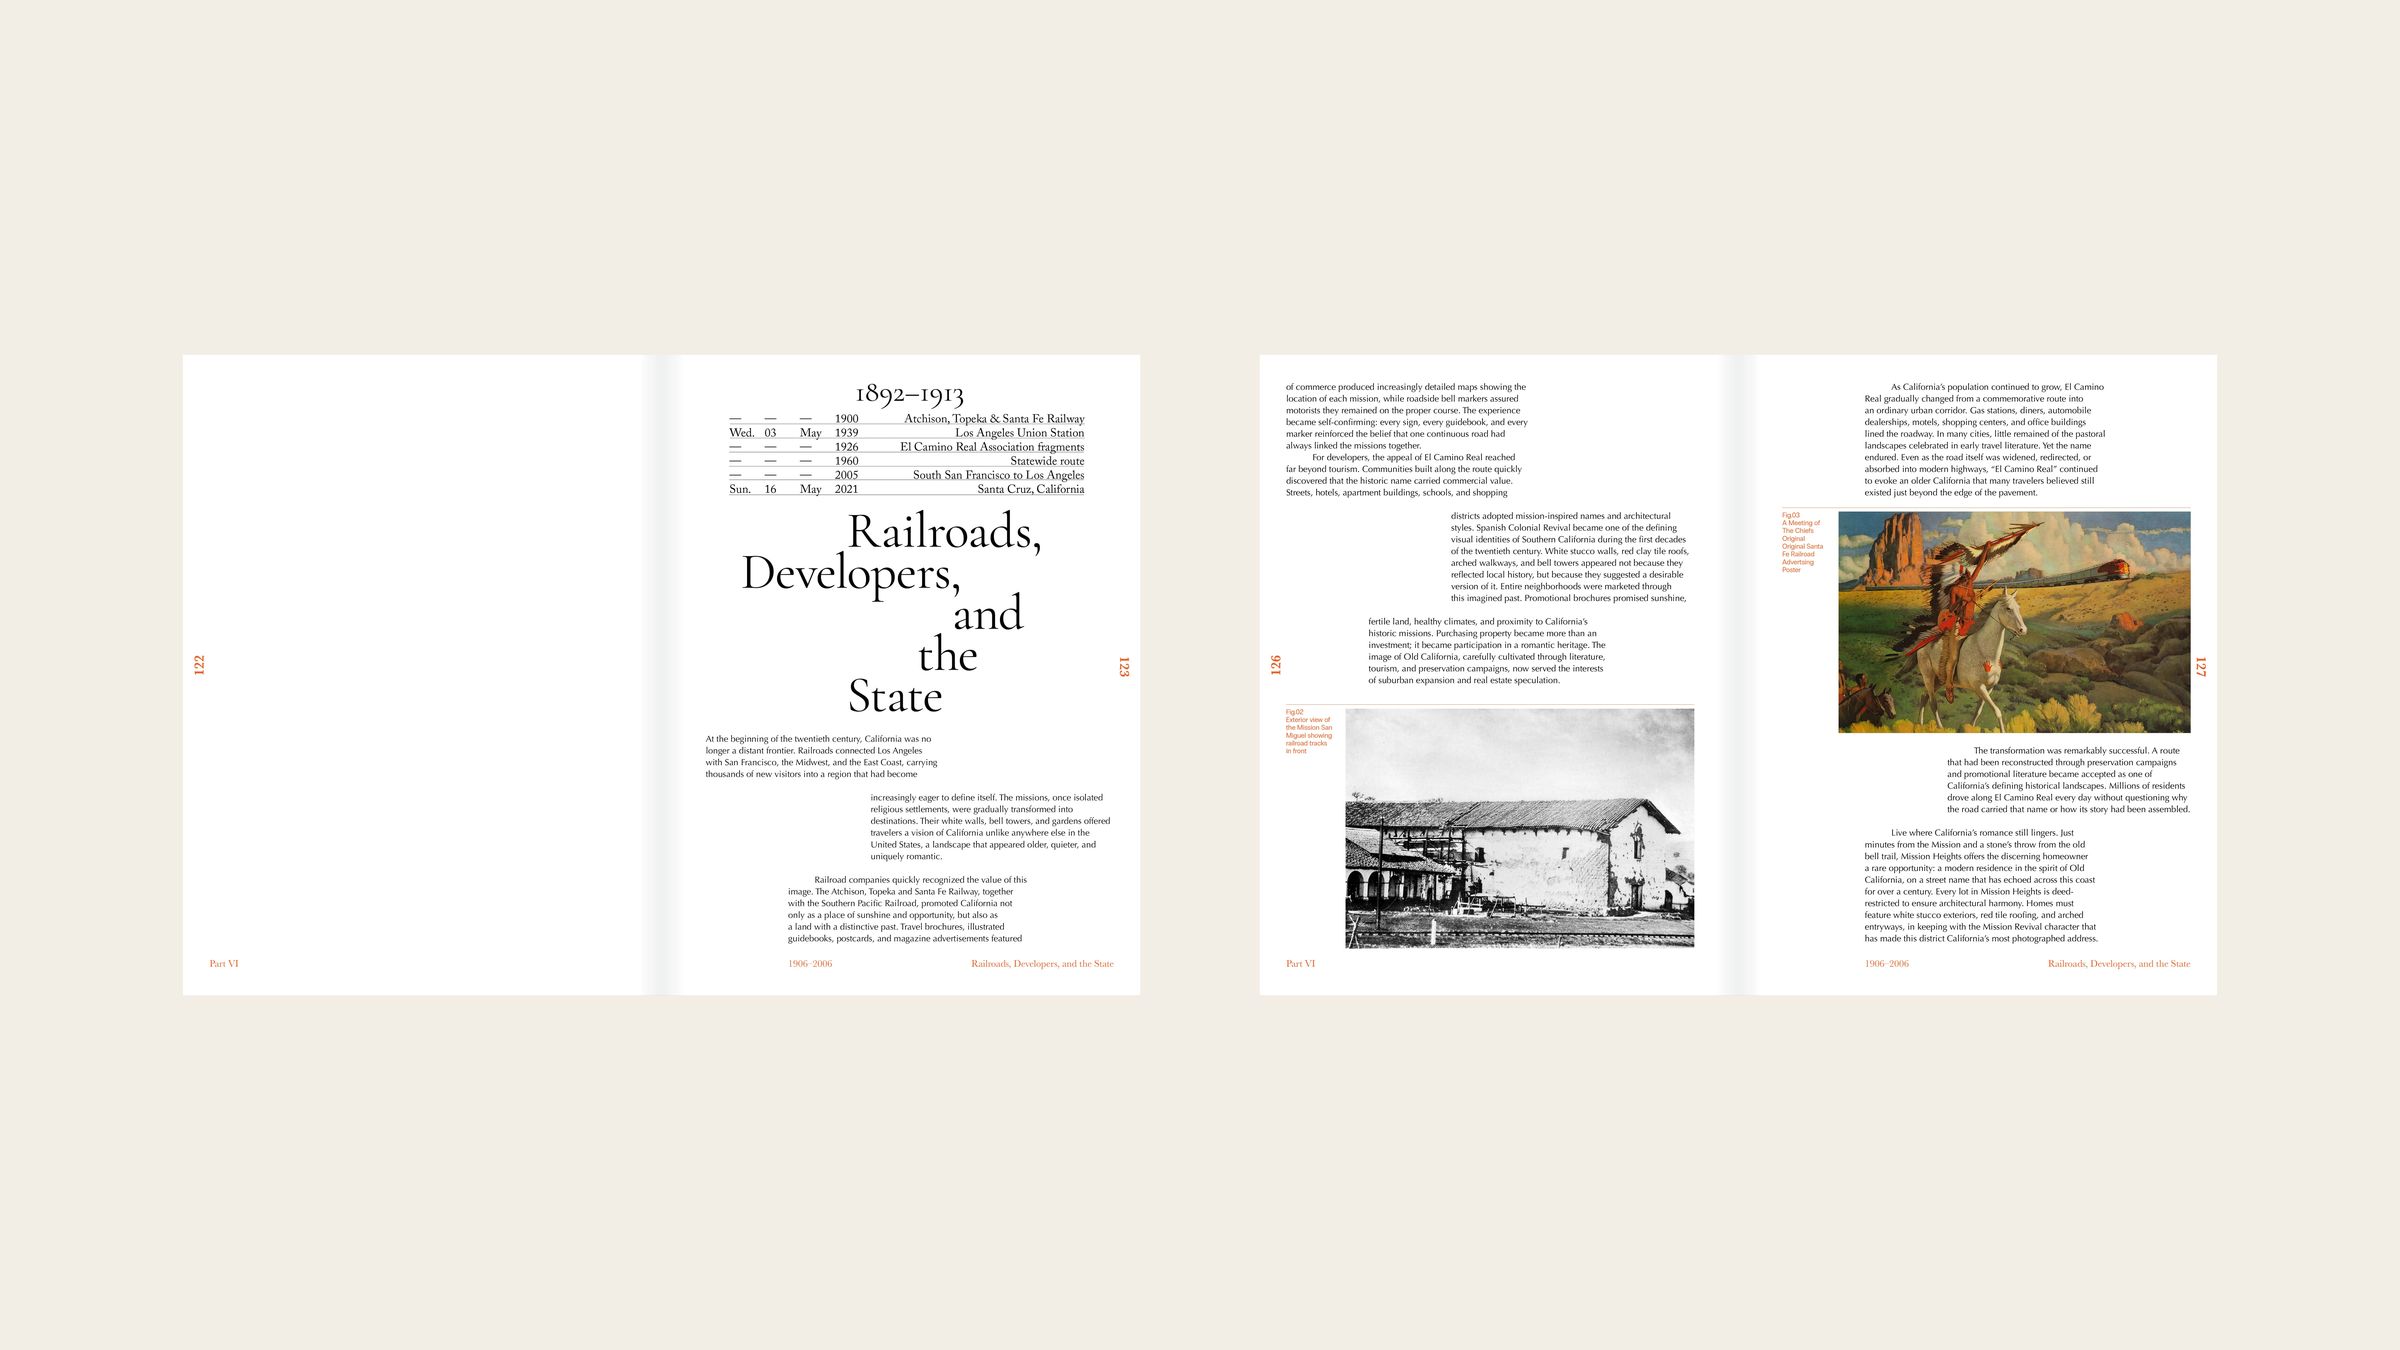 122
Part VI
1892–1913
— — — 1900 Atchison, Topeka & Santa Fe Railway
Wed. 03 May 1939 Los Angeles Union Station
— — — 1926 El Camino Real Association fragments
— — — 1960 Statewide route
— — — 2005 South San Francisco to Los Angeles
Sun. 16 May 2021 Santa Cruz, California
Railroads,
Developers,
and
the
State
At the beginning of the twentieth century, California was no
longer a distant frontier. Railroads connected Los Angeles
with San Francisco, the Midwest, and the East Coast, carrying
thousands of new visitors into a region that had become
increasingly eager to define itself. The missions, once isolated
religious settlements, were gradually transformed into
destinations. Their white walls, bell towers, and gardens offered
travelers a vision of California unlike anywhere else in the
United States, a landscape that appeared older, quieter, and
uniquely romantic.
Railroad companies quickly recognized the value of this
image. The Atchison, Topeka and Santa Fe Railway, together
with the Southern Pacific Railroad, promoted California not
only as a place of sunshine and opportunity, but also as
a land with a distinctive past. Travel brochures, illustrated
guidebooks, postcards, and magazine advertisements featured
123
1906–2006
Railroads, Developers, and the State
of commerce produced increasingly detailed maps showing the
location of each mission, while roadside bell markers assured
motorists they remained on the proper course. The experience
became self-confirming: every sign, every guidebook, and every
marker reinforced the belief that one continuous road had
always linked the missions together.
For developers, the appeal of El Camino Real reached
far beyond tourism. Communities built along the route quickly
discovered that the historic name carried commercial value.
Streets, hotels, apartment buildings, schools, and shopping
districts adopted mission-inspired names and architectural
styles. Spanish Colonial Revival became one of the defining
visual identities of Southern California during the first decades
of the twentieth century. White stucco walls, red clay tile roofs,
arched walkways, and bell towers appeared not because they
reflected local history, but because they suggested a desirable
version of it. Entire neighborhoods were marketed through
this imagined past. Promotional brochures promised sunshine,
fertile land, healthy climates, and proximity to California's
historic missions. Purchasing property became more than an
investment; it became participation in a romantic heritage. The
image of Old California, carefully cultivated through literature,
tourism, and preservation campaigns, now served the interests
of suburban expansion and real estate speculation.
126
Fig.02
Exterior view of
the Mission San
Miguel showing
railroad tracks
in front
Part VI
As California's population continued to grow, El Camino
Real gradually changed from a commemorative route into
an ordinary urban corridor. Gas stations, diners, automobile
dealerships, motels, shopping centers, and office buildings
lined the roadway. In many cities, little remained of the pastoral
landscapes celebrated in early travel literature. Yet the name
endured. Even as the road itself was widened, redirected, or
absorbed into modern highways, “El Camino Real” continued
to evoke an older California that many travelers believed still
existed just beyond the edge of the pavement.
Fig.03
A Meeting of
The Chiefs
Original
Original Santa
Fe Railroad
Advertsing
Poster
127
The transformation was remarkably successful. A route
that had been reconstructed through preservation campaigns
and promotional literature became accepted as one of
California's defining historical landscapes. Millions of residents
drove along El Camino Real every day without questioning why
the road carried that name or how its story had been assembled.
Live where California's romance still lingers. Just
minutes from the Mission and a stone's throw from the old
bell trail, Mission Heights offers the discerning homeowner
a rare opportunity: a modern residence in the spirit of Old
California, on a street name that has echoed across this coast
for over a century. Every lot in Mission Heights is deed-
restricted to ensure architectural harmony. Homes must
feature white stucco exteriors, red tile roofing, and arched
entryways, in keeping with the Mission Revival character that
has made this district California's most photographed address.
1906–2006
Railroads, Developers, and the State